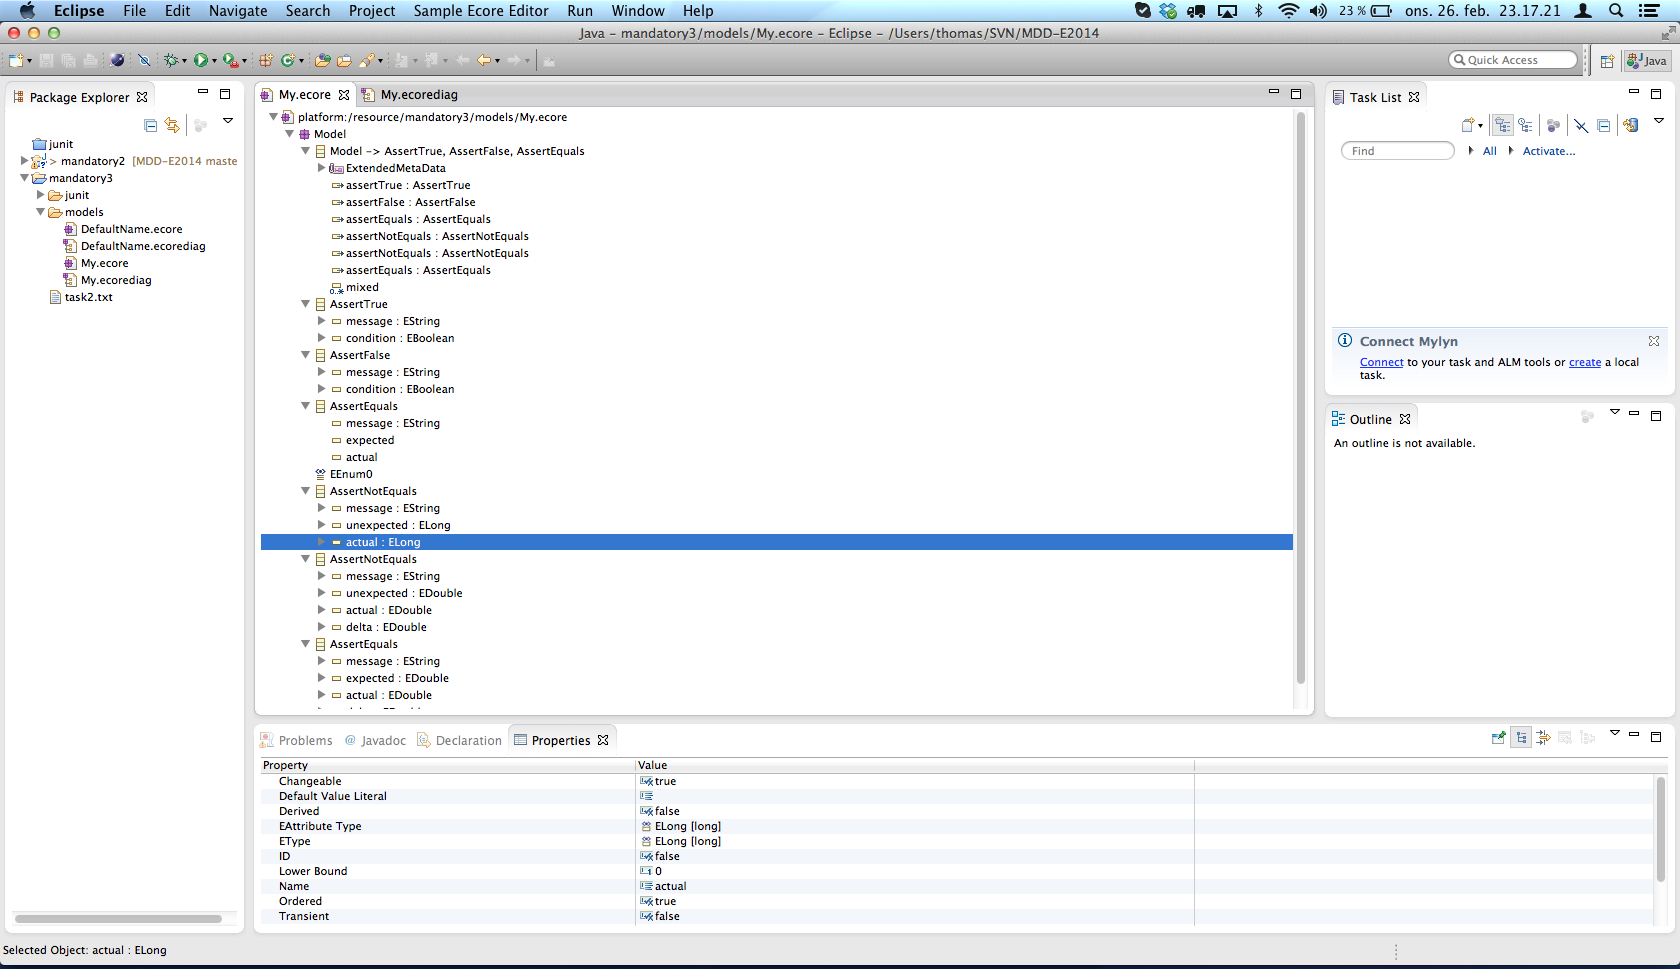 Eclipse File Edit Navigate Search Project Sample Ecore Editor Run Window Help 23 % ons. 26. feb. 23.17.21
Java – mandatory3/models/My.ecore – Eclipse – /Users/thomas/SVN/MDD-E2014
Quick Access Java
Package Explorer
junit
> mandatory2 [MDD-E2014 maste
mandatory3
junit
models
DefaultName.ecore
DefaultName.ecorediag
My.ecore
My.ecorediag
task2.txt
My.ecore My.ecorediag
platform:/resource/mandatory3/models/My.ecore
Model
Model -> AssertTrue, AssertFalse, AssertEquals
ExtendedMetaData
assertTrue : AssertTrue
assertFalse : AssertFalse
assertEquals : AssertEquals
assertNotEquals : AssertNotEquals
assertNotEquals : AssertNotEquals
assertEquals : AssertEquals
mixed
AssertTrue
message : EString
condition : EBoolean
AssertFalse
message : EString
condition : EBoolean
AssertEquals
message : EString
expected
actual
EEnum0
AssertNotEquals
message : EString
unexpected : ELong
actual : ELong
AssertNotEquals
message : EString
unexpected : EDouble
actual : EDouble
delta : EDouble
AssertEquals
message : EString
expected : EDouble
actual : EDouble
Task List
Find All Activate...
Connect Mylyn
Connect to your task and ALM tools or create a local
task.
Outline
An outline is not available.
Problems @ Javadoc Declaration Properties
Property Value
Changeable true
Default Value Literal
Derived false
EAttribute Type ELong [long]
EType ELong [long]
ID false
Lower Bound 0
Name actual
Ordered true
Transient false
Selected Object: actual : ELong